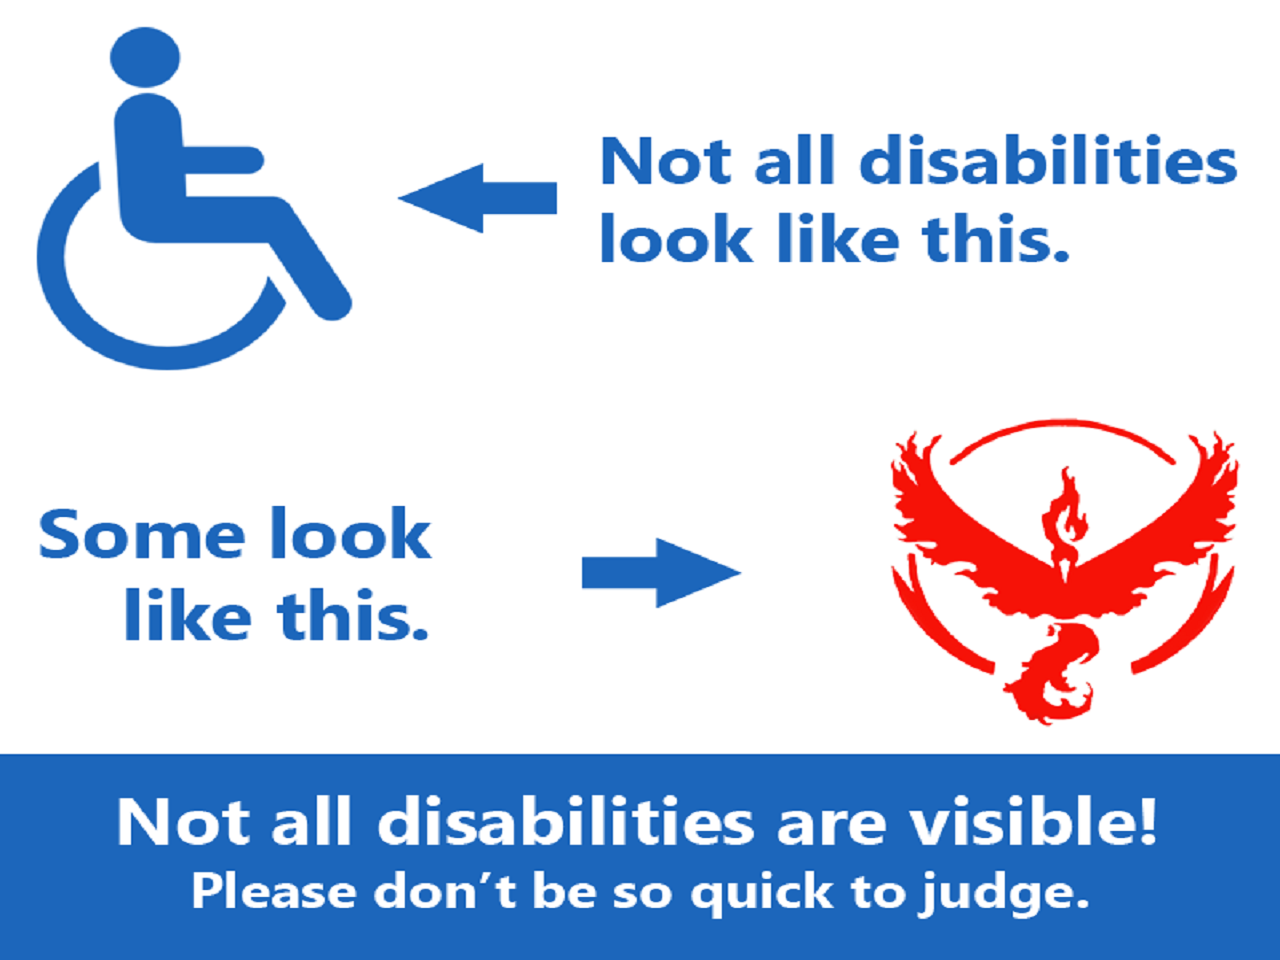 Not all disabilities
look like this.
Some look
like this.
Not all disabilities are visible!
Please don’t be so quick to judge.